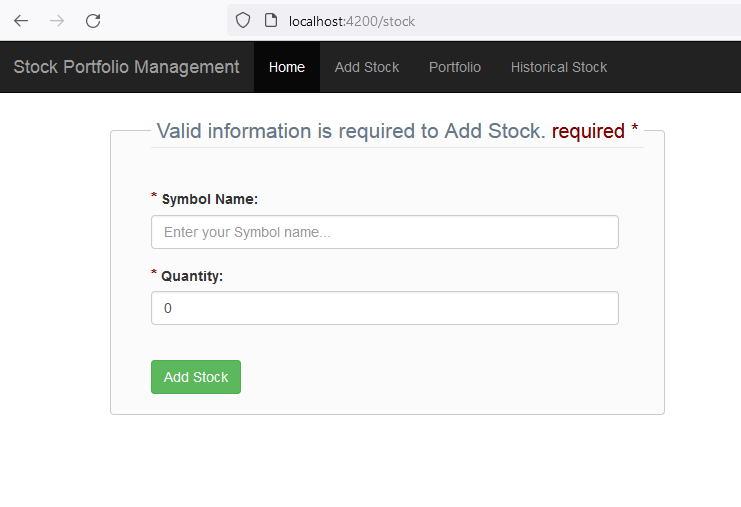 localhost:4200/stock
Stock Portfolio Management Home Add Stock Portfolio Historical Stock
Valid information is required to Add Stock. required *
* Symbol Name:
Enter your Symbol name...
* Quantity:
0
Add Stock